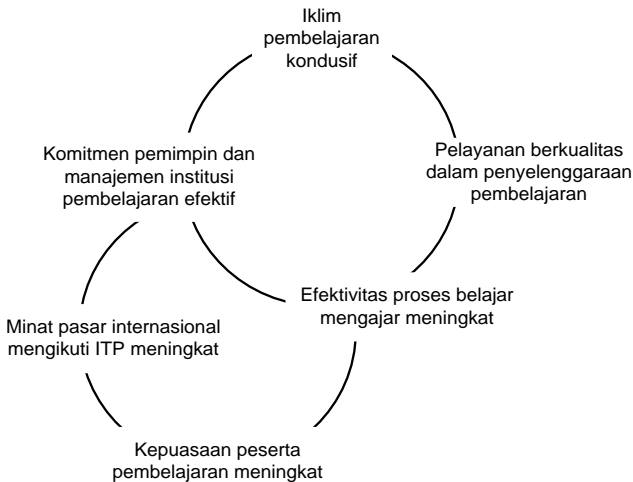 Iklim
pembelajaran
kondusif
Komitmen pemimpin dan
manajemen institusi
pembelajaran efektif
Pelayanan berkualitas
dalam penyelenggaraan
pembelajaran
Efektivitas proses belajar
mengajar meningkat
Minat pasar internasional
mengikuti ITP meningkat
Kepuasaan peserta
pembelajaran meningkat